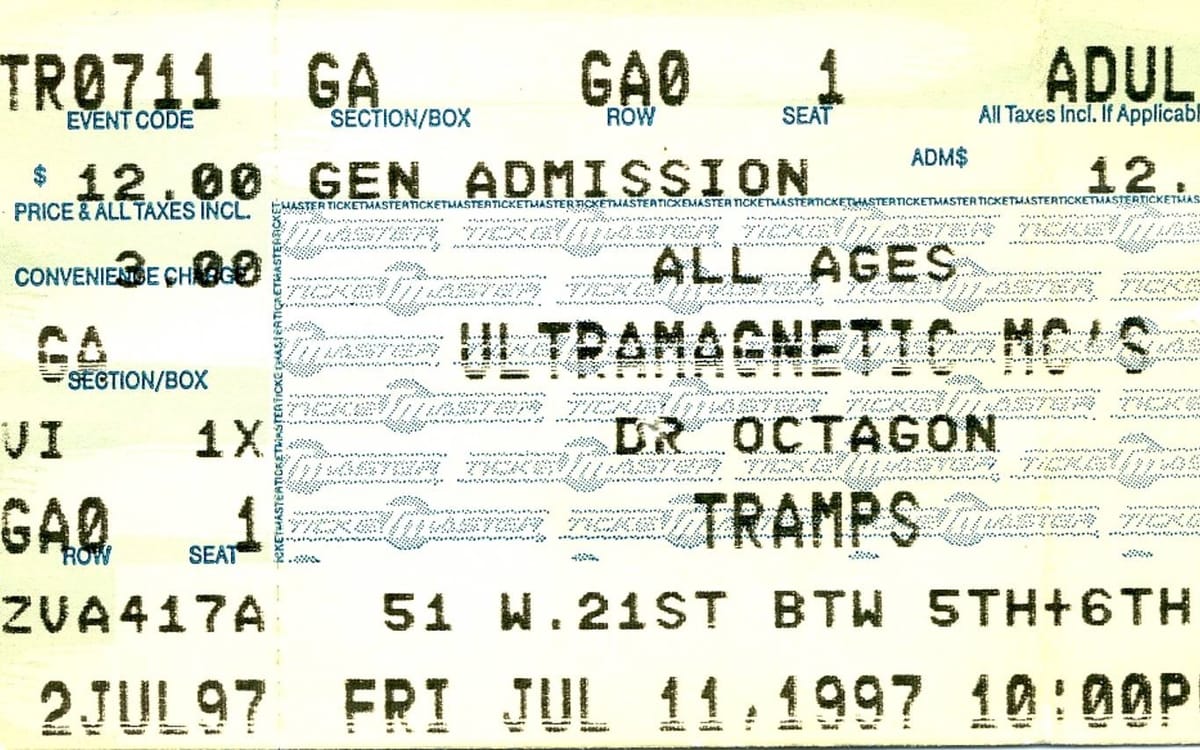 TR0711 GA GA0 1 ADUL
EVENT CODE SECTION/BOX ROW SEAT All Taxes Incl. If Applicabl
$ 12.00 GEN ADMISSION ADM$ 12.
PRICE & ALL TAXES INCL.
MASTERTICKETMASTERTICKETMASTERTICKETMASTERTICKETMASTERTICKETMASTERTICKETMASTERTICKETMASTERTICKETMASTERTICKETMAS
3.00
CONVENIENCE CHARGE
ALL AGES
GA ULTRAMAGNETIC MC'S
SECTION/BOX
VI 1X DR OCTAGON
GA0 1 TRAMPS
ROW SEAT
ZVA417A 51 W.21ST BTW 5TH+6TH
2JUL97 FRI JUL 11,1997 10:00P